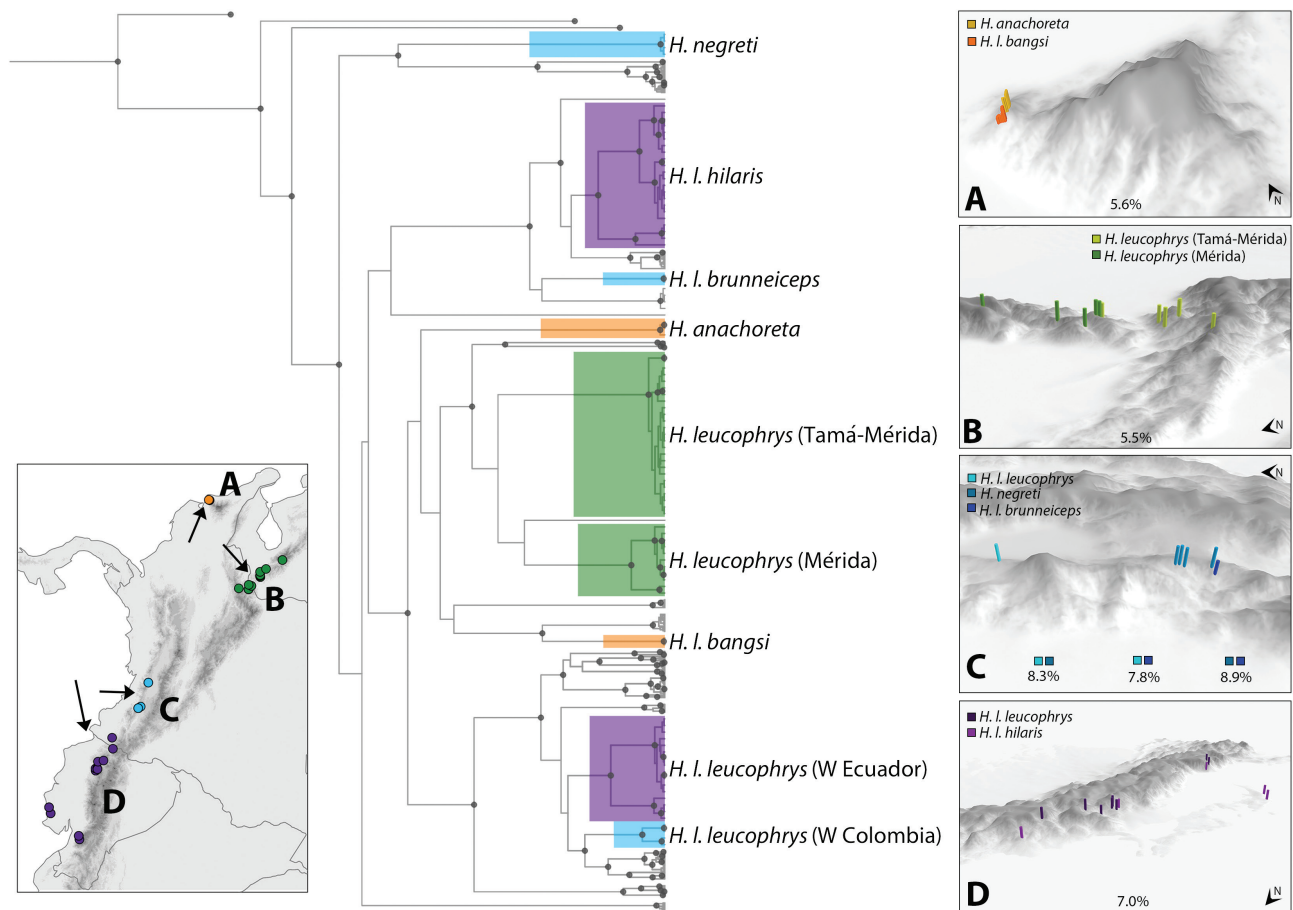 H. negreti
H. l. hilaris
H. l. brunneiceps
H. anachoreta
H. leucophrys (Tamá-Mérida)
H. leucophrys (Mérida)
H. l. bangsi
H. l. leucophrys (W Ecuador)
H. l. leucophrys (W Colombia)
A
B
C
D
H. anachoreta
H. l. bangsi
A
5.6%
N
H. leucophrys (Tamá-Mérida)
H. leucophrys (Mérida)
B
5.5%
N
N
H. l. leucophrys
H. negreti
H. l. brunneiceps
C
8.3%
7.8%
8.9%
H. l. leucophrys
H. l. hilaris
D
7.0%
N